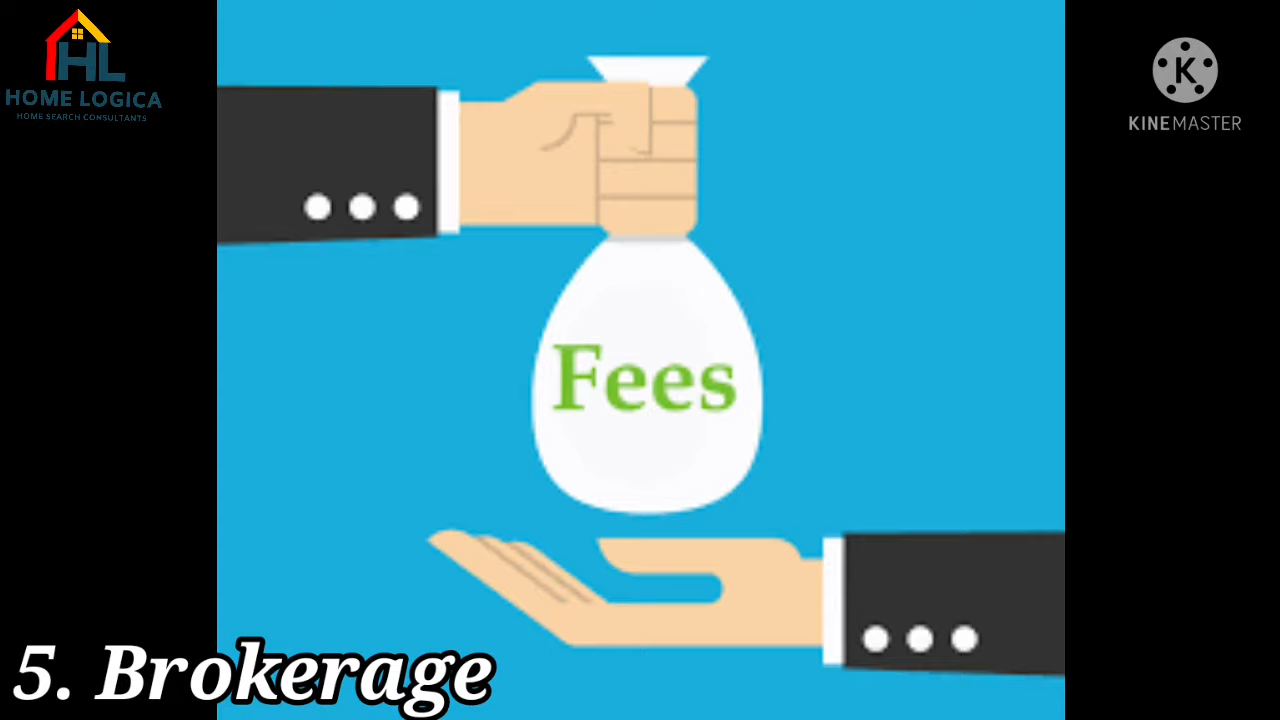 HL
HOME LOGICA
HOME SEARCH CONSULTANTS
K
KINEMASTER
Fees
5. Brokerage